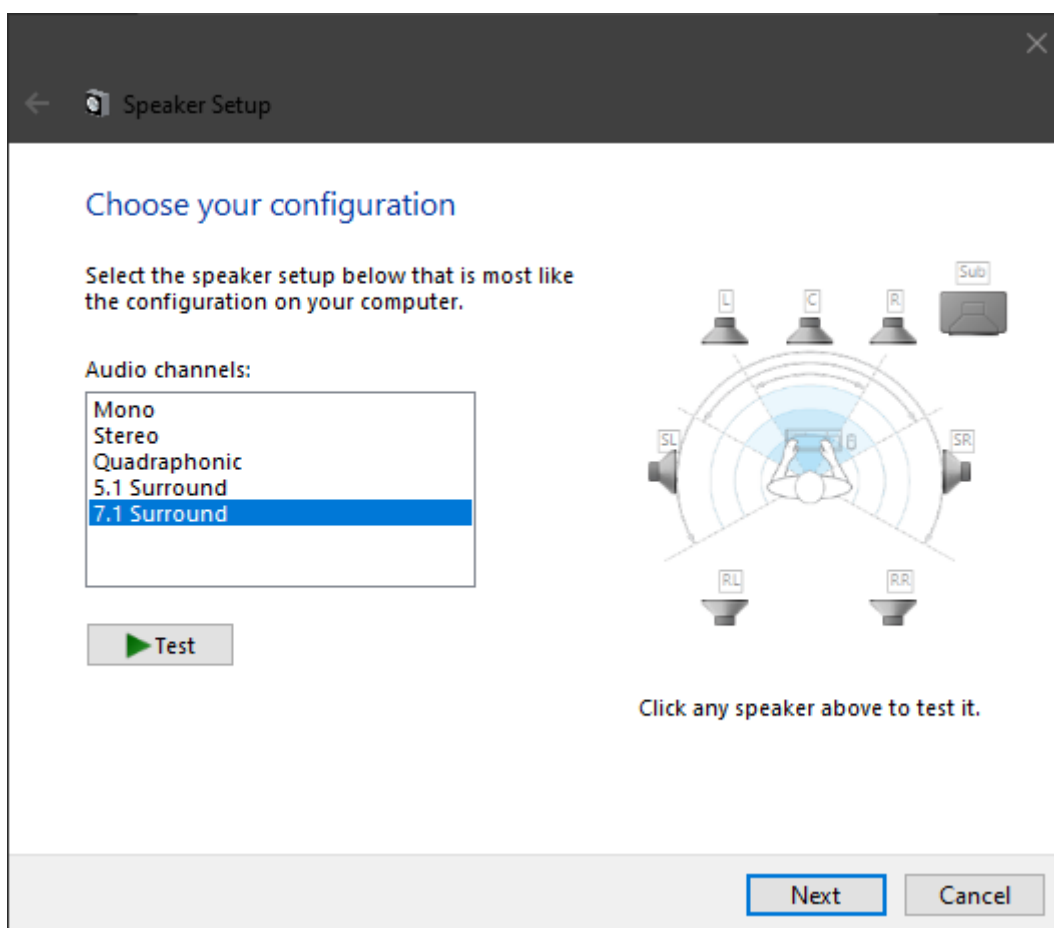 Speaker Setup
Choose your configuration
Select the speaker setup below that is most like
the configuration on your computer.
Audio channels:
Mono
Stereo
Quadraphonic
5.1 Surround
7.1 Surround
Test
Sub
L
C
R
SL
SR
RL
RR
Click any speaker above to test it.
Next
Cancel